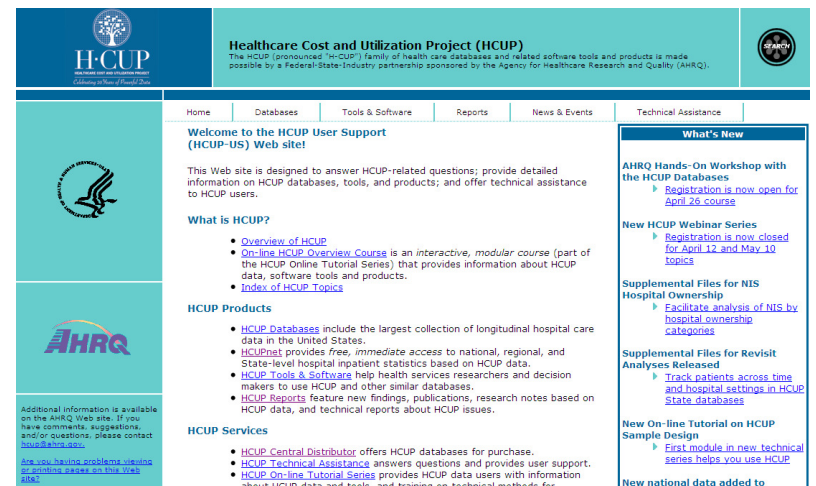 H·CUP
HEALTHCARE COST AND UTILIZATION PROJECT
Celebrating 20 Years of Powerful Data
Healthcare Cost and Utilization Project (HCUP)
The HCUP (pronounced "H-CUP") family of health care databases and related software tools and products is made
possible by a Federal-State-Industry partnership sponsored by the Agency for Healthcare Research and Quality (AHRQ).
SEARCH
Home
Databases
Tools & Software
Reports
News & Events
Technical Assistance
AHRQ
Additional information is available
on the AHRQ Web site. If you
have comments, suggestions,
and/or questions, please contact
hcup@ahrq.gov.
Are you having problems viewing
or printing pages on this Web
site?
Welcome to the HCUP User Support
(HCUP-US) Web site!
This Web site is designed to answer HCUP-related questions; provide detailed
information on HCUP databases, tools, and products; and offer technical assistance
to HCUP users.
What is HCUP?
Overview of HCUP
On-line HCUP Overview Course is an interactive, modular course (part of
the HCUP Online Tutorial Series) that provides information about HCUP
data, software tools and products.
Index of HCUP Topics
HCUP Products
HCUP Databases include the largest collection of longitudinal hospital care
data in the United States.
HCUPnet provides free, immediate access to national, regional, and
State-level hospital inpatient statistics based on HCUP data.
HCUP Tools & Software help health services researchers and decision
makers to use HCUP and other similar databases.
HCUP Reports feature new findings, publications, research notes based on
HCUP data, and technical reports about HCUP issues.
HCUP Services
HCUP Central Distributor offers HCUP databases for purchase.
HCUP Technical Assistance answers questions and provides user support.
HCUP On-line Tutorial Series provides HCUP data users with information
about HCUP data and tools, and training on technical methods for
What's New
AHRQ Hands-On Workshop with
the HCUP Databases
Registration is now open for
April 26 course
New HCUP Webinar Series
Registration is now closed
for April 12 and May 10
topics
Supplemental Files for NIS
Hospital Ownership
Facilitate analysis of NIS by
hospital ownership
categories
Supplemental Files for Revisit
Analyses Released
Track patients across time
and hospital settings in HCUP
State databases
New On-line Tutorial on HCUP
Sample Design
First module in new technical
series helps you use HCUP
New national data added to